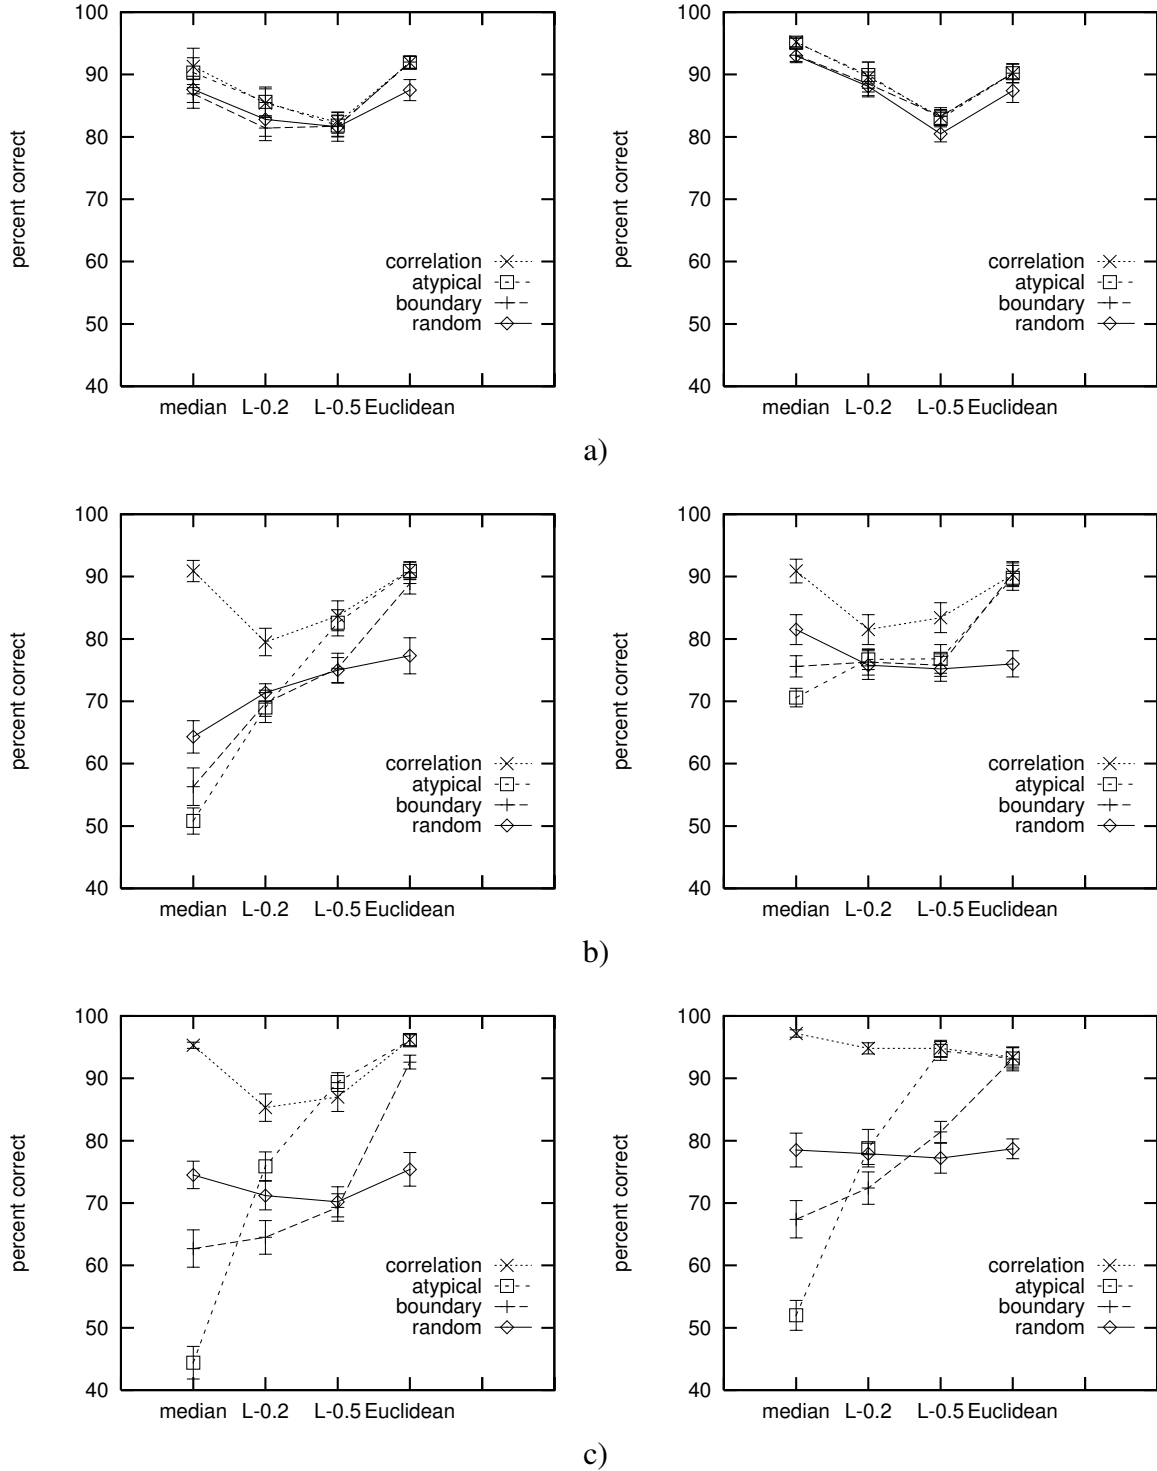 100
90
80
70
60
50
40
percent correct
correlation
atypical
boundary
random
median L-0.2 L-0.5 Euclidean
100
90
80
70
60
50
40
percent correct
correlation
atypical
boundary
random
median L-0.2 L-0.5 Euclidean
a)
100
90
80
70
60
50
40
percent correct
correlation
atypical
boundary
random
median L-0.2 L-0.5 Euclidean
100
90
80
70
60
50
40
percent correct
correlation
atypical
boundary
random
median L-0.2 L-0.5 Euclidean
b)
100
90
80
70
60
50
40
percent correct
correlation
atypical
boundary
random
median L-0.2 L-0.5 Euclidean
100
90
80
70
60
50
40
percent correct
correlation
atypical
boundary
random
median L-0.2 L-0.5 Euclidean
c)